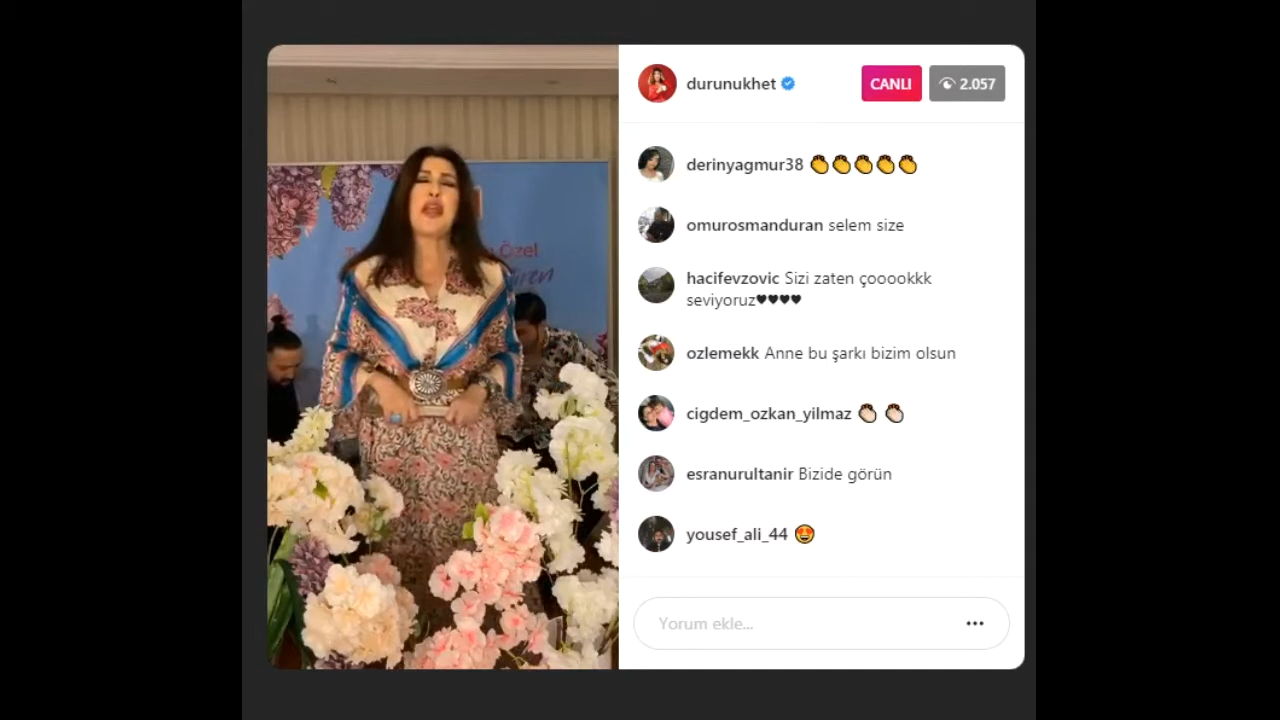 durunukhet
CANLI
2.057
derinyagmur38 👏👏👏👏👏
omurosmanduran selem size
hacifevzovic Sizi zaten çooookkk
seviyoruz♥♥♥♥
ozlemekk Anne bu şarkı bizim olsun
cigdem_ozkan_yilmaz 👏🏻 👏🏻
esranurultanir Bizide görün
yousef_ali_44 😍
Yorum ekle...
Özel